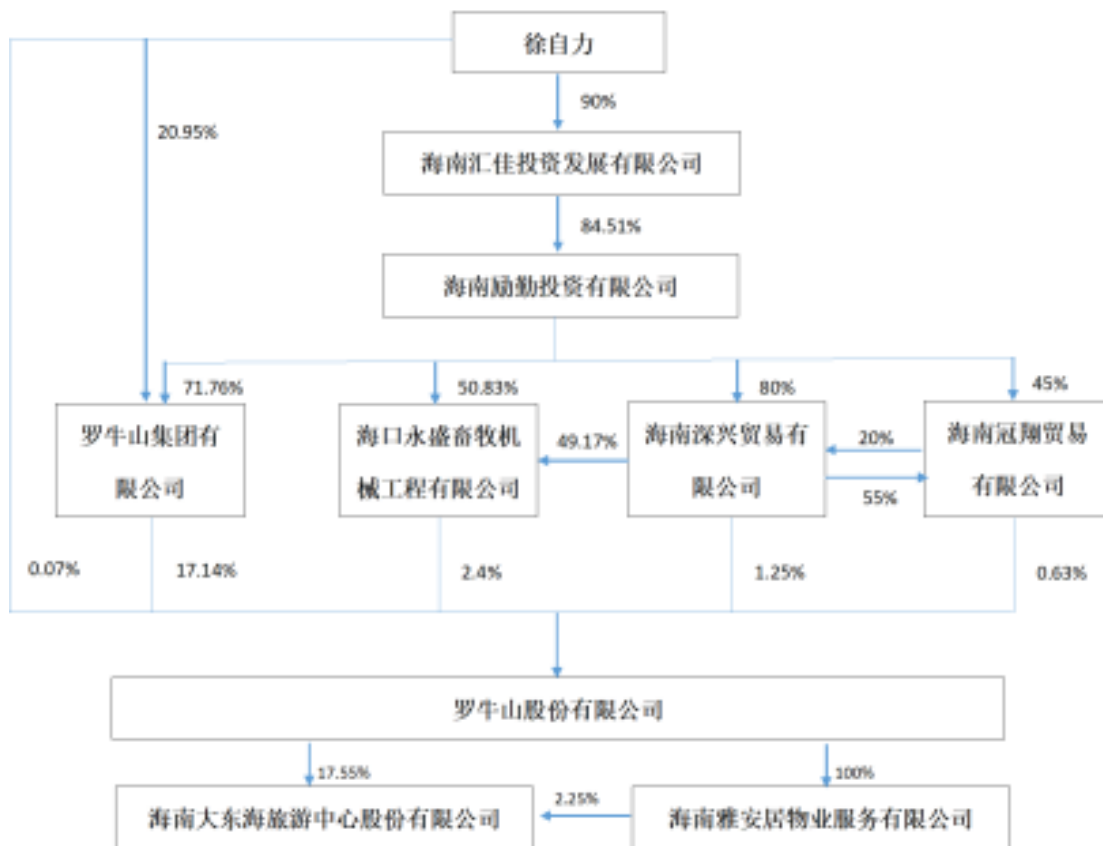 徐自力
90%
20.95%
海南汇佳投资发展有限公司
84.51%
海南励勤投资有限公司
71.76%
50.83%
80%
45%
罗牛山集团有
限公司
海口永盛畜牧机
械工程有限公司
49.17%
海南深兴贸易有
限公司
20%
55%
海南冠翔贸易
有限公司
0.07%
17.14%
2.4%
1.25%
0.63%
罗牛山股份有限公司
17.55%
100%
海南大东海旅游中心股份有限公司
2.25%
海南雅安居物业服务有限公司